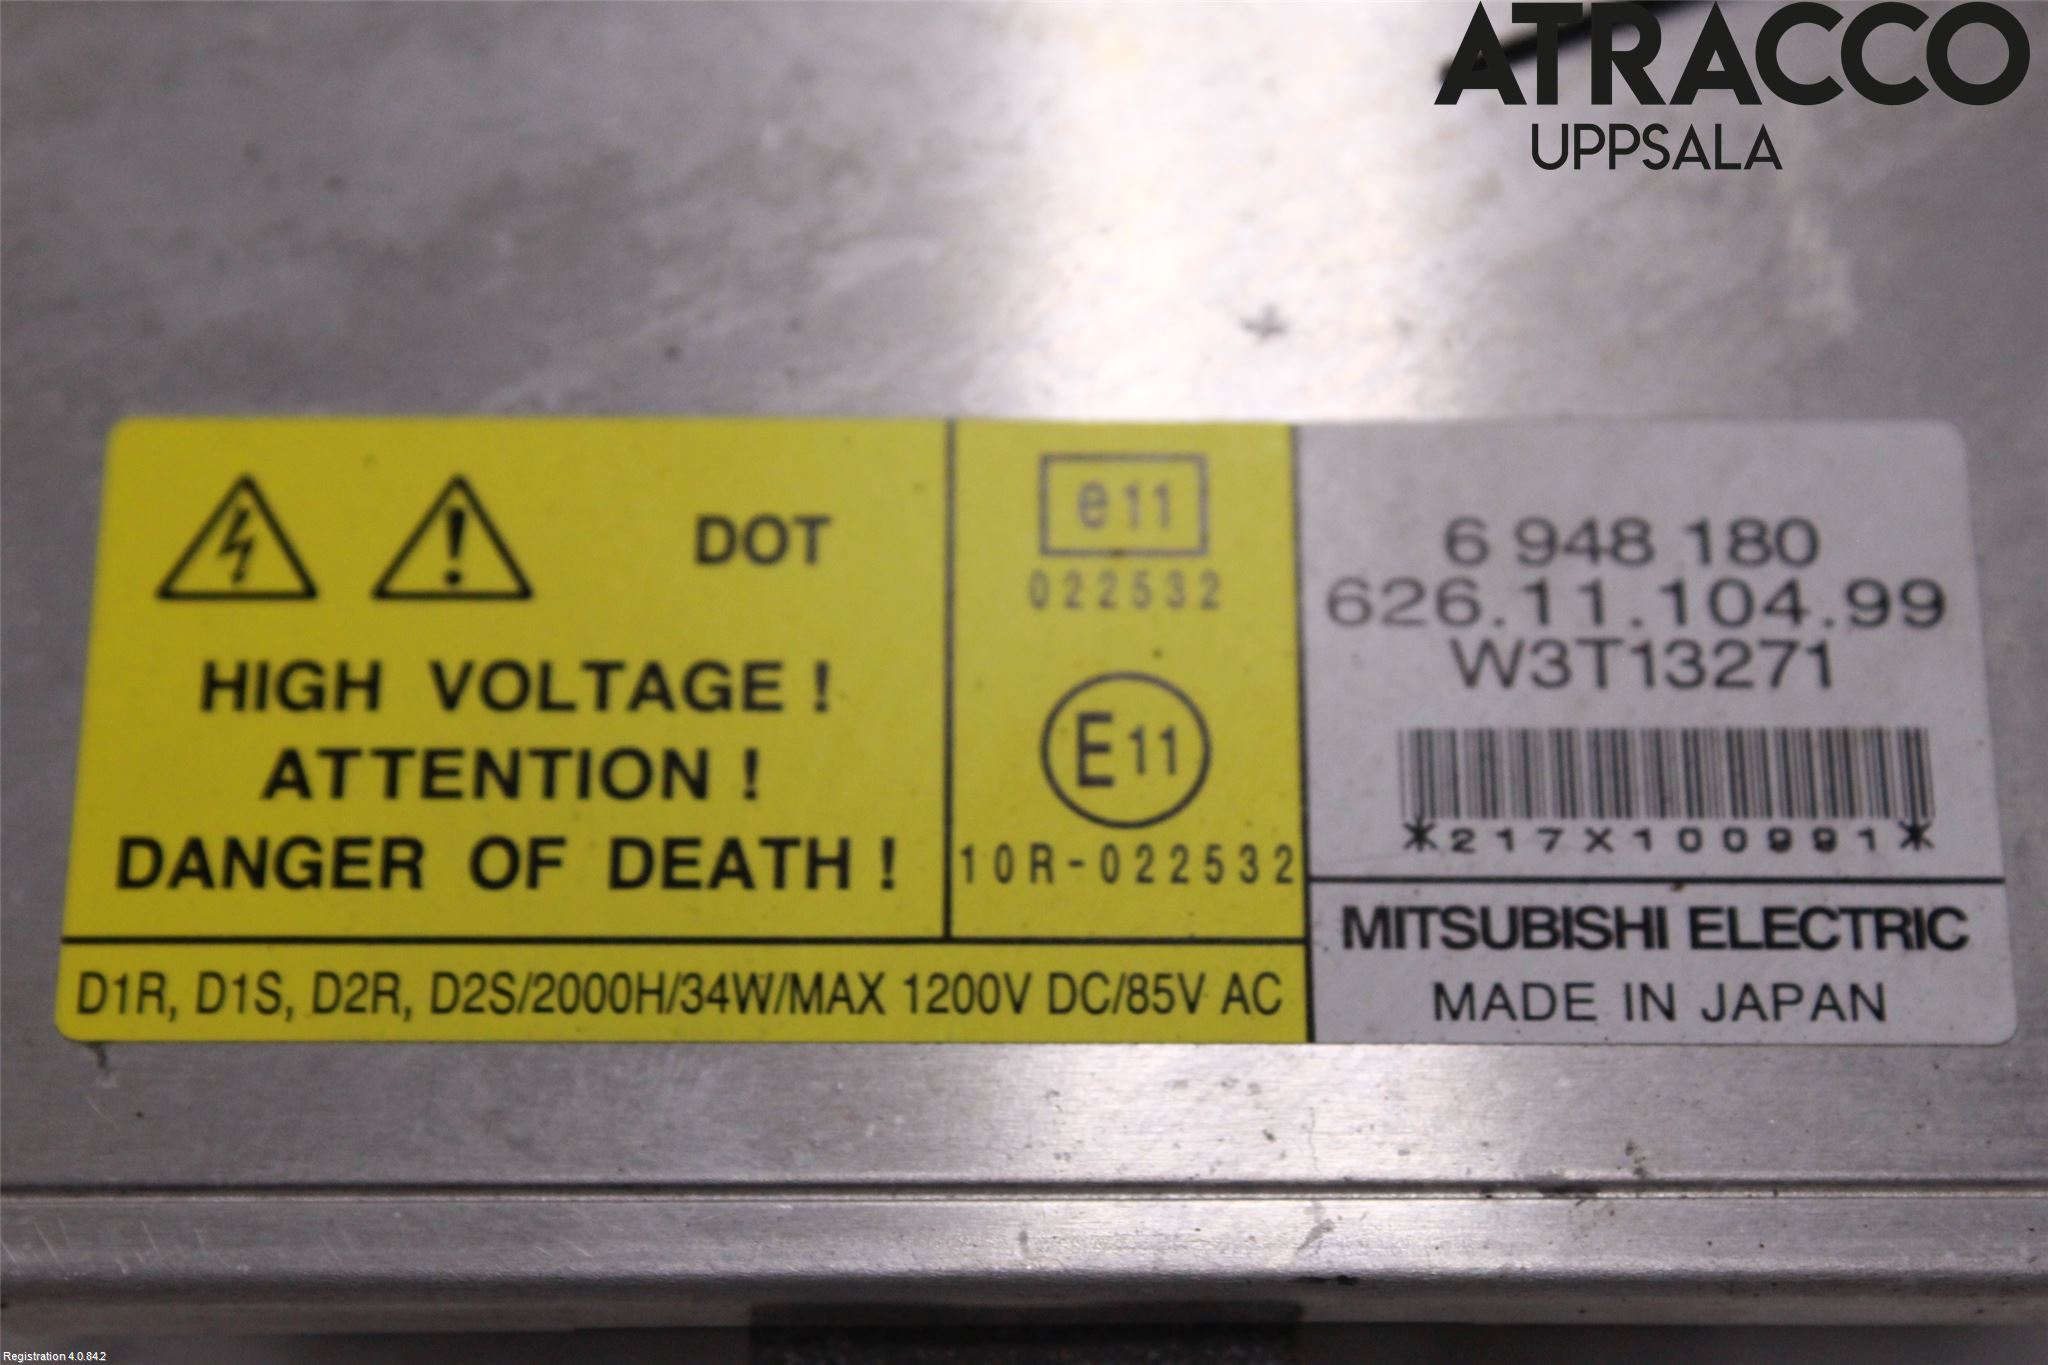 ATRACCO
UPPSALA
DOT
HIGH VOLTAGE !
ATTENTION !
DANGER OF DEATH !
e11
022532
E11
10R-022532
D1R, D1S, D2R, D2S/2000H/34W/MAX 1200V DC/85V AC
6 948 180
626.11.104.99
W3T13271
*217X100991*
MITSUBISHI ELECTRIC
MADE IN JAPAN
Registration 4.0.84.2